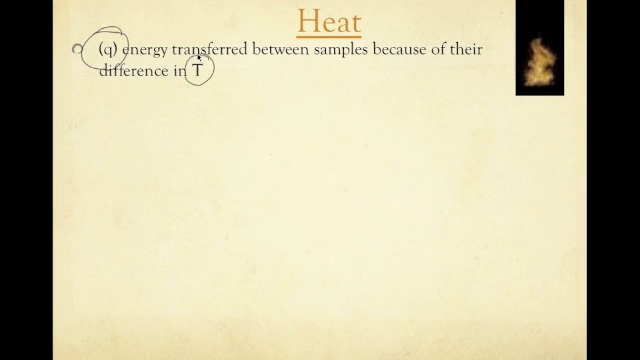 Heat
(q) energy transferred between samples because of their
difference in T